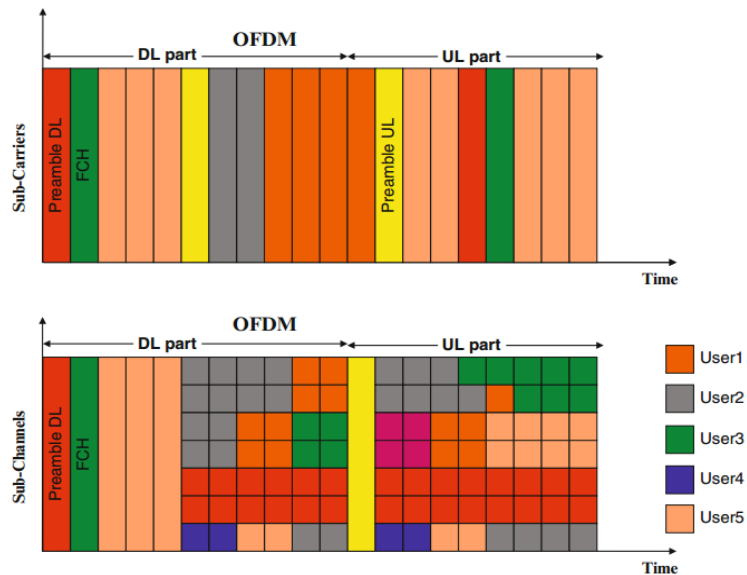 OFDM
DL part
UL part
Sub-Carriers
Preamble DL
FCH
Preamble UL
Time
OFDM
DL part
UL part
Sub-Channels
Preamble DL
FCH
User1
User2
User3
User4
User5
Time